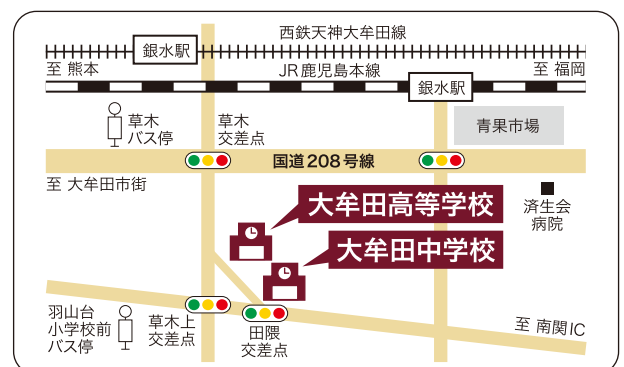 西鉄天神大牟田線
銀水駅
至 熊本
JR鹿児島本線
至 福岡
銀水駅
草木
バス停
草木
交差点
青果市場
国道208号線
至 大牟田市街
済生会
病院
大牟田高等学校
大牟田中学校
羽山台
小学校前
バス停
草木上
交差点
田隈
交差点
至 南関IC